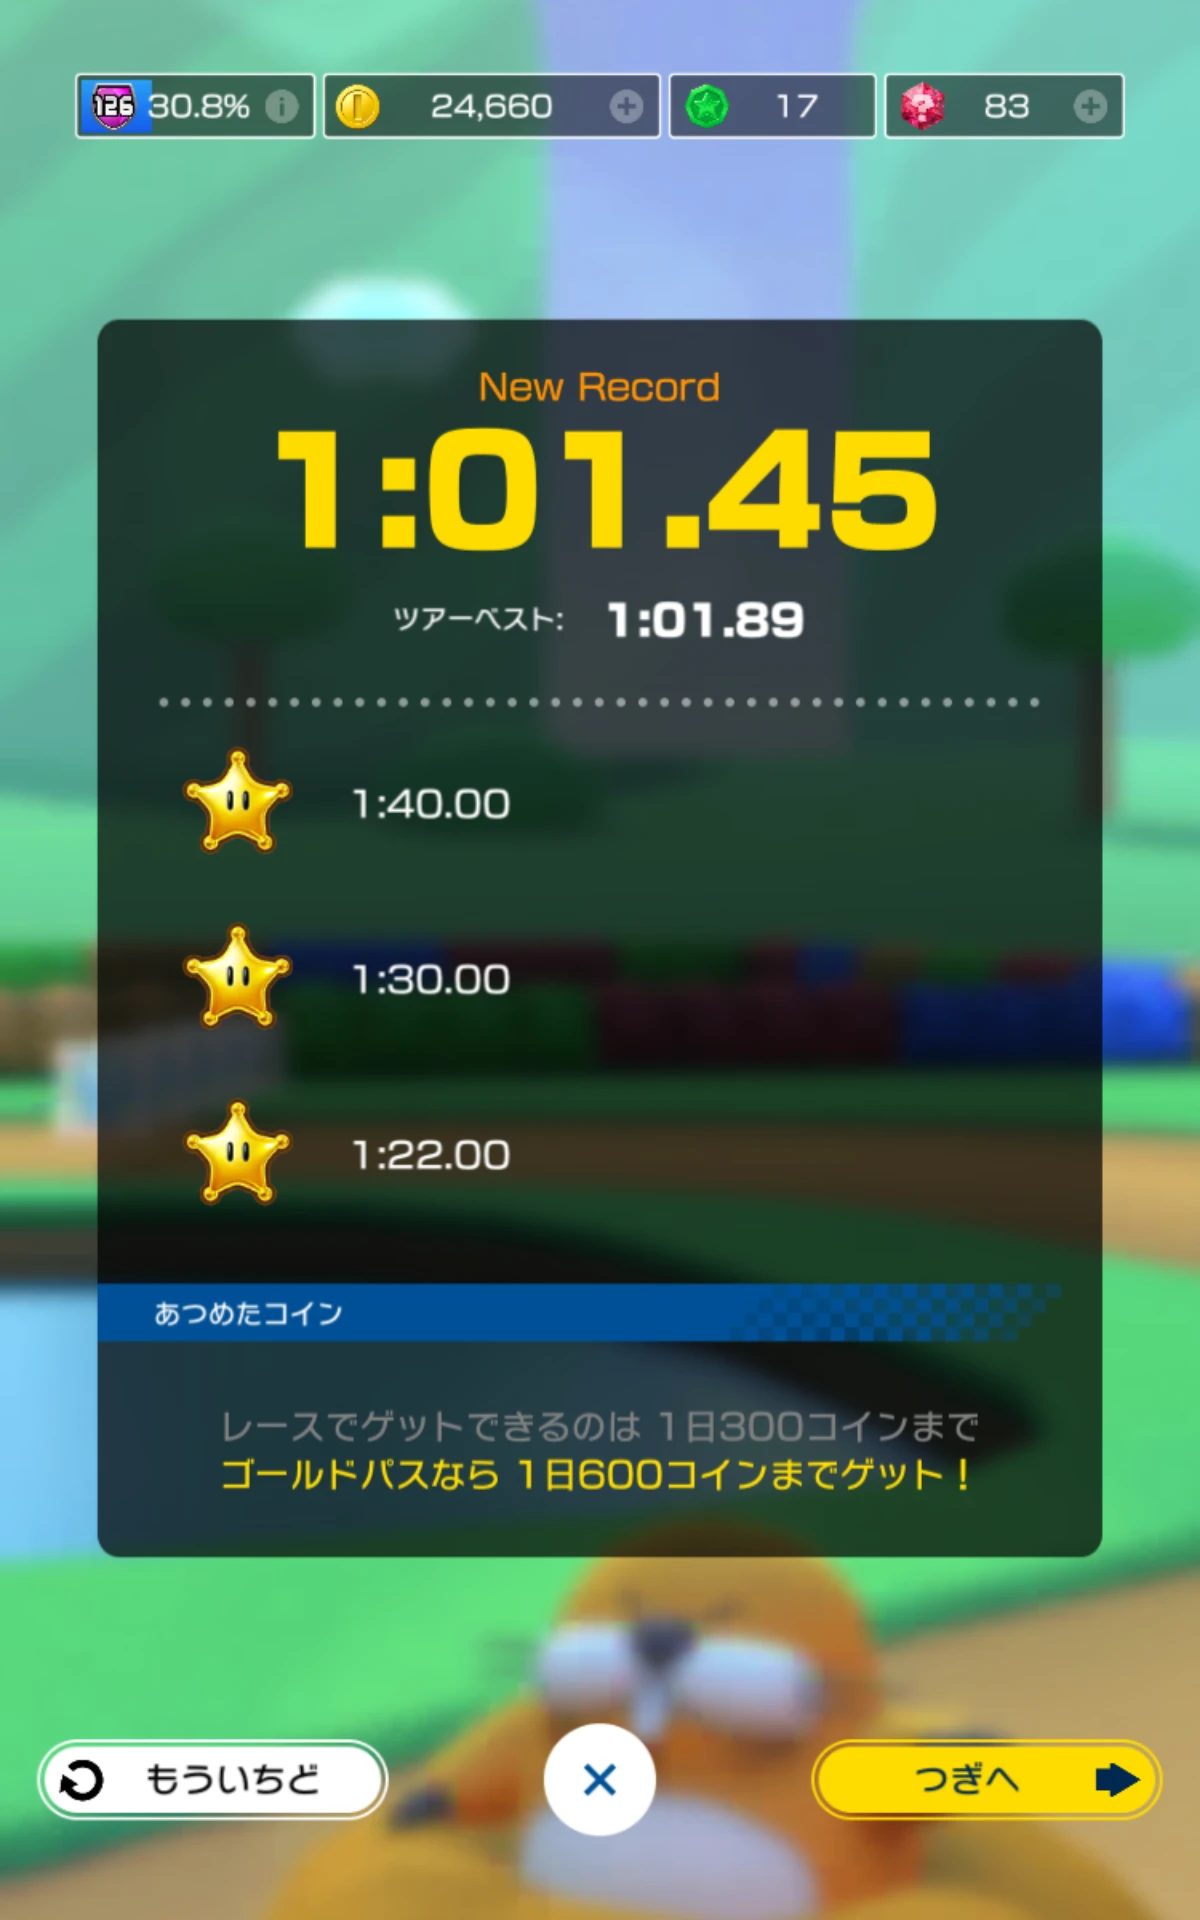 126 30.8% 24,660 17 83
New Record
1:01.45
ツアーベスト: 1:01.89
1:40.00
1:30.00
1:22.00
あつめたコイン
レースでゲットできるのは 1日300コインまで
ゴールドパスなら 1日600コインまでゲット！
もういちど × つぎへ